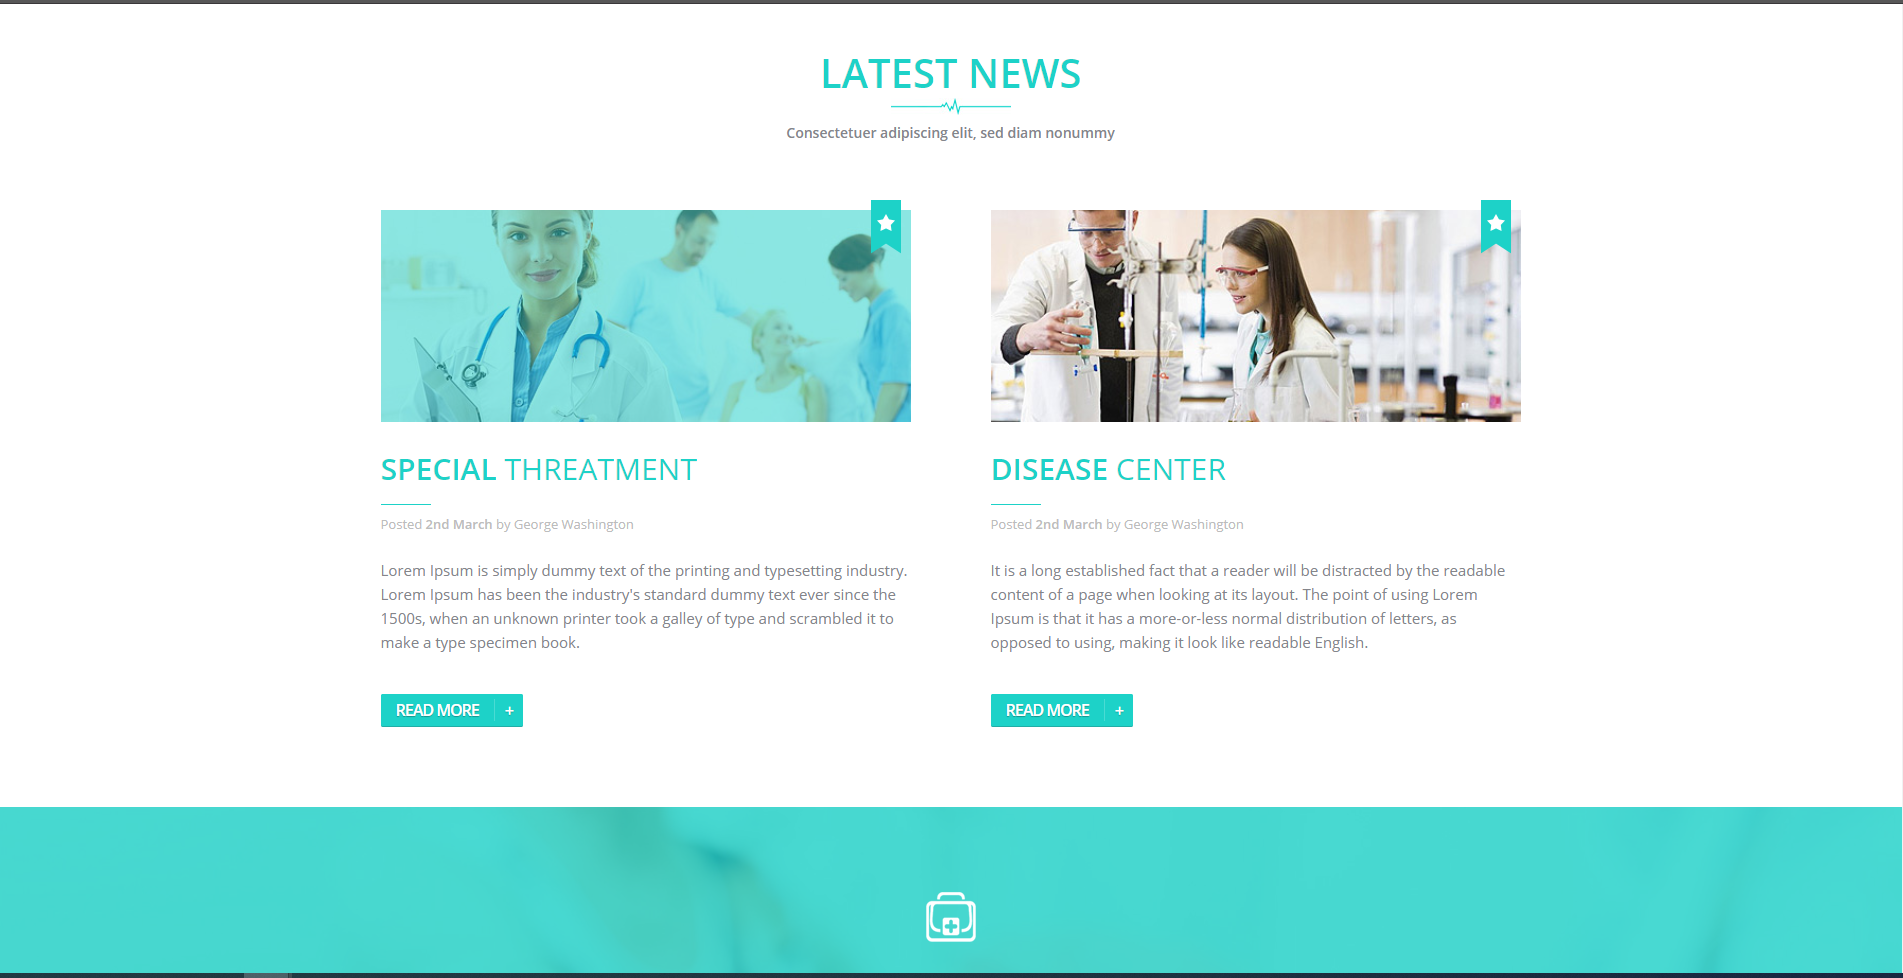 LATEST NEWS
Consectetuer adipiscing elit, sed diam nonummy
SPECIAL THREATMENT
Posted 2nd March by George Washington
Lorem Ipsum is simply dummy text of the printing and typesetting industry.
Lorem Ipsum has been the industry's standard dummy text ever since the
1500s, when an unknown printer took a galley of type and scrambled it to
make a type specimen book.
READ MORE +
DISEASE CENTER
Posted 2nd March by George Washington
It is a long established fact that a reader will be distracted by the readable
content of a page when looking at its layout. The point of using Lorem
Ipsum is that it has a more-or-less normal distribution of letters, as
opposed to using, making it look like readable English.
READ MORE +